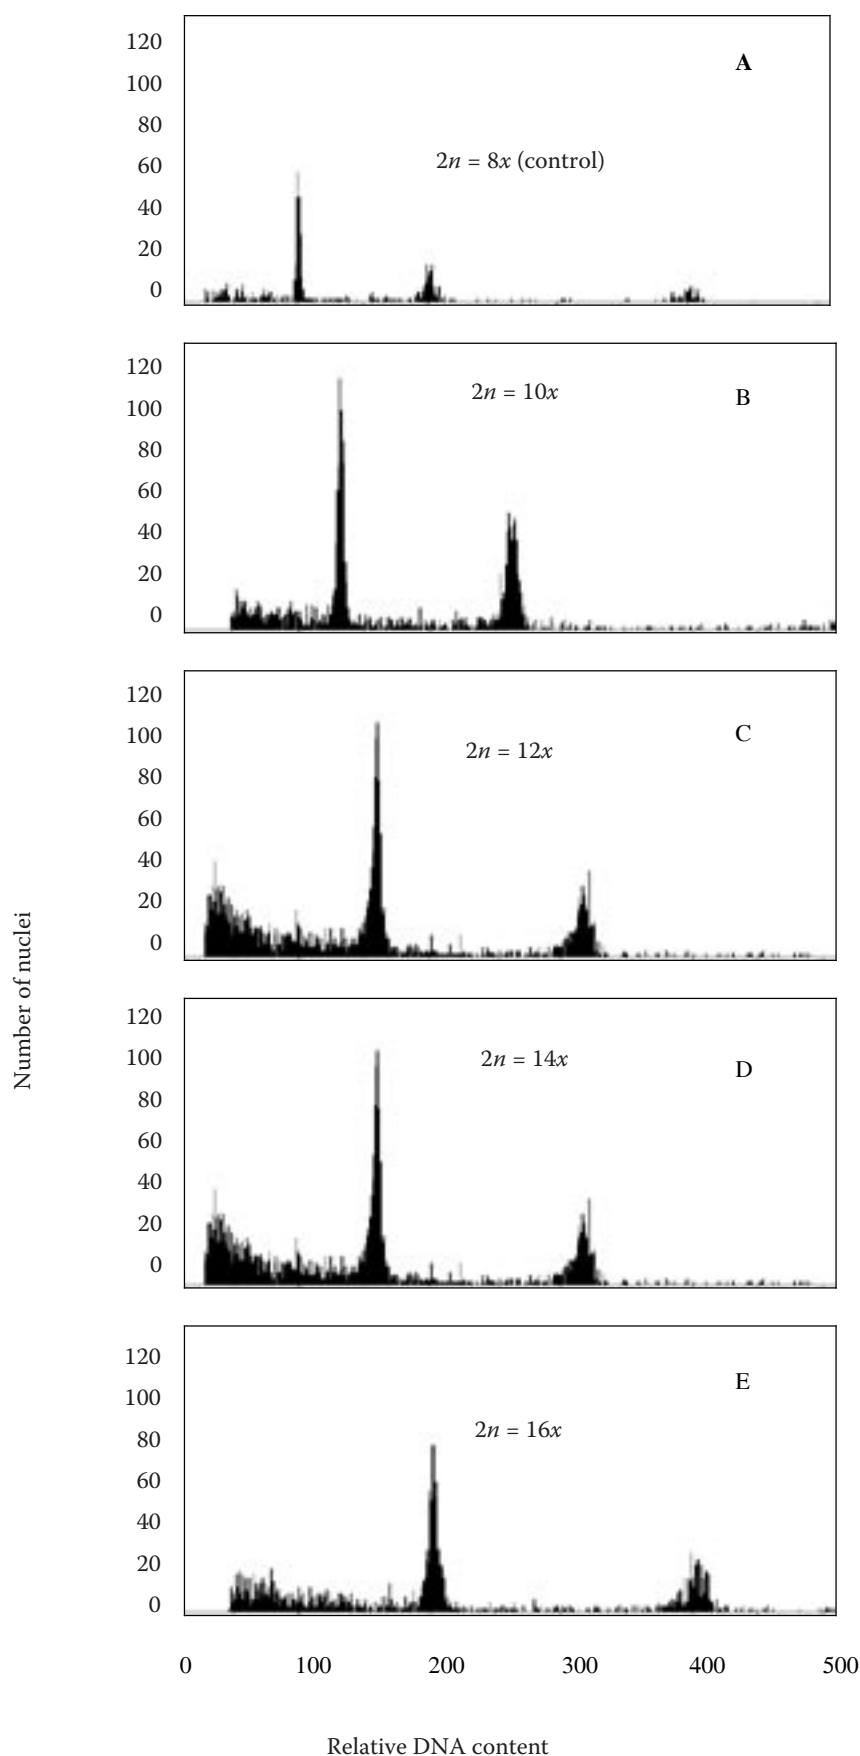 120
100
80
60
40
20
0
A
2n = 8x (control)
120
100
80
60
40
20
0
2n = 10x
B
120
100
80
60
40
20
0
C
2n = 12x
Number of nuclei
120
100
80
60
40
20
0
2n = 14x
D
120
100
80
60
40
20
0
E
2n = 16x
0 100 200 300 400 500
Relative DNA content